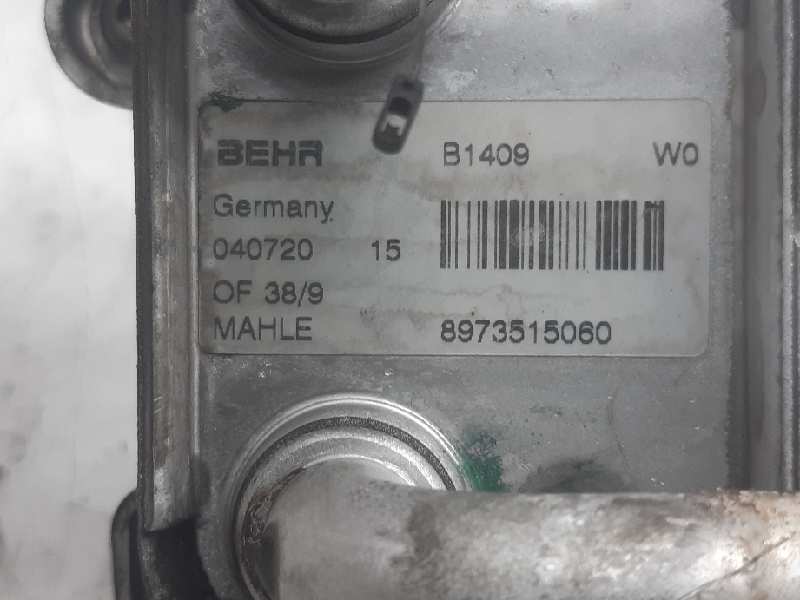 BEHR B1409 W0
Germany
040720 15
OF 38/9
MAHLE 8973515060